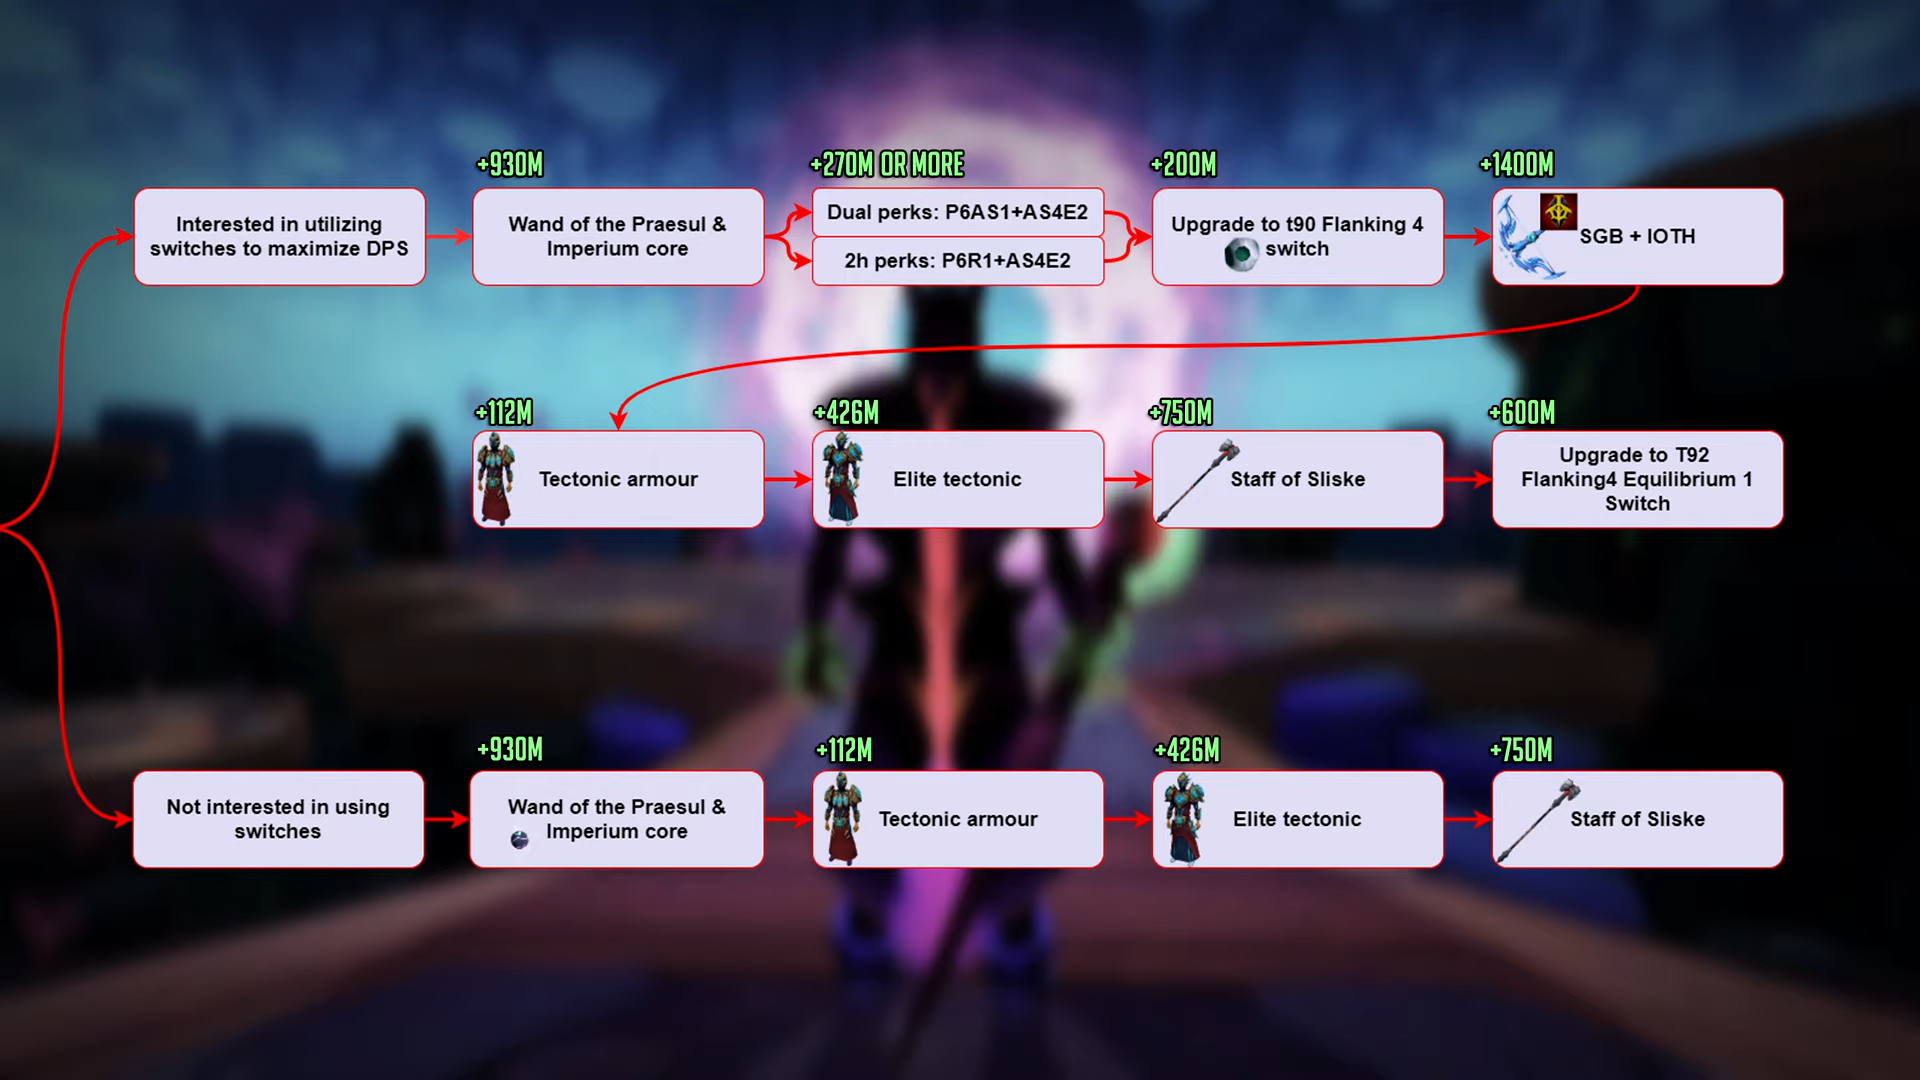 +930M
+270M OR MORE
+200M
+1400M
Interested in utilizing
switches to maximize DPS
Wand of the Praesul &
Imperium core
Dual perks: P6AS1+AS4E2
2h perks: P6R1+AS4E2
Upgrade to t90 Flanking 4
switch
SGB + IOTH
+112M
+426M
+750M
+600M
Tectonic armour
Elite tectonic
Staff of Sliske
Upgrade to T92
Flanking4 Equilibrium 1
Switch
+930M
+112M
+426M
+750M
Not interested in using
switches
Wand of the Praesul &
Imperium core
Tectonic armour
Elite tectonic
Staff of Sliske